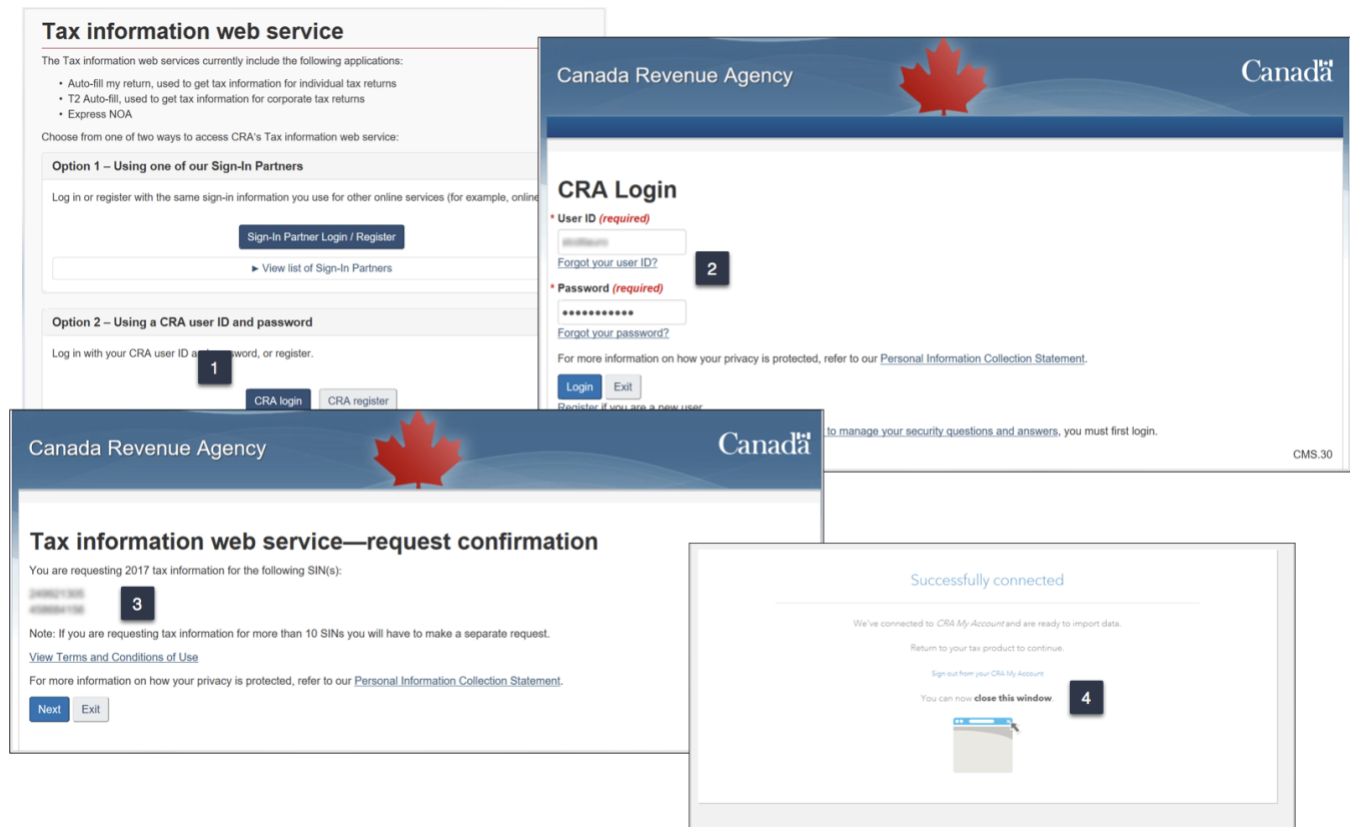 Tax information web service
The Tax information web services currently include the following applications:
• Auto-fill my return, used to get tax information for individual tax returns
• T2 Auto-fill, used to get tax information for corporate tax returns
• Express NOA
Choose from one of two ways to access CRA's Tax information web service:
Option 1 – Using one of our Sign-In Partners
Log in or register with the same sign-in information you use for other online services (for example, online
Sign-In Partner Login / Register
► View list of Sign-In Partners
Option 2 – Using a CRA user ID and password
Log in with your CRA user ID a word, or register.
1
CRA login CRA register
Canada Revenue Agency
Canada
CRA Login
* User ID (required)
Forgot your user ID?
2
* Password (required)
•••••••••••
Forgot your password?
For more information on how your privacy is protected, refer to our Personal Information Collection Statement.
Login Exit
Register if you are a new user
to manage your security questions and answers, you must first login.
CMS.30
Canada Revenue Agency
Canada
Tax information web service—request confirmation
You are requesting 2017 tax information for the following SIN(s):
3
Note: If you are requesting tax information for more than 10 SINs you will have to make a separate request.
View Terms and Conditions of Use
For more information on how your privacy is protected, refer to our Personal Information Collection Statement.
Next Exit
Successfully connected
We've connected to CRA My Account and are ready to import data.
Return to your tax product to continue.
Sign out from your CRA My Account
You can now close this window.
4